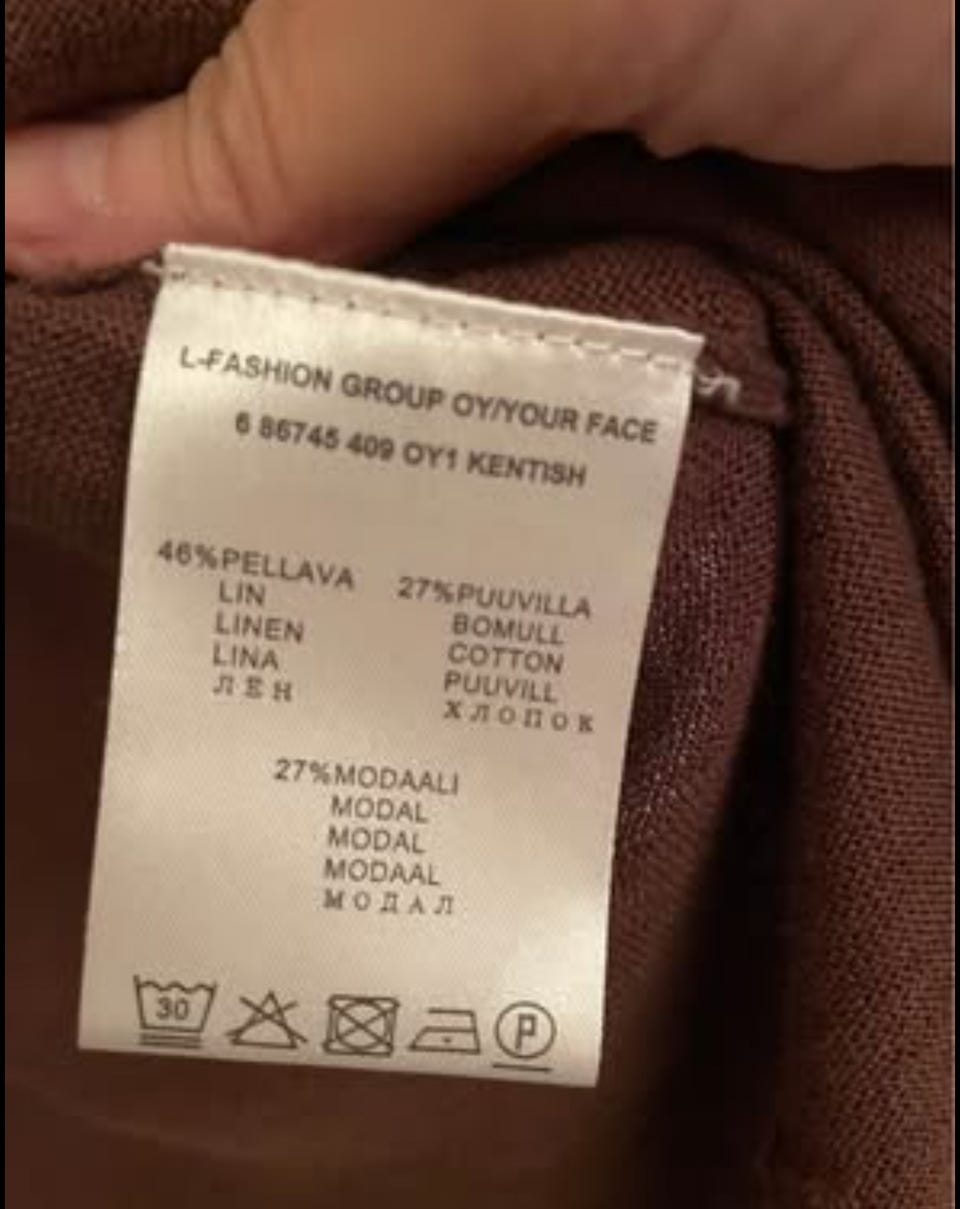 L-FASHION GROUP OY/YOUR FACE
6 86745 409 OY1 KENTISH
46%PELLAVA
LIN
LINEN
LINA
ЛЕН
27%PUUVILLA
BOMULL
COTTON
PUUVILL
ХЛОПОК
27%MODAALI
MODAL
MODAL
MODAAL
МОДАЛ
30 P